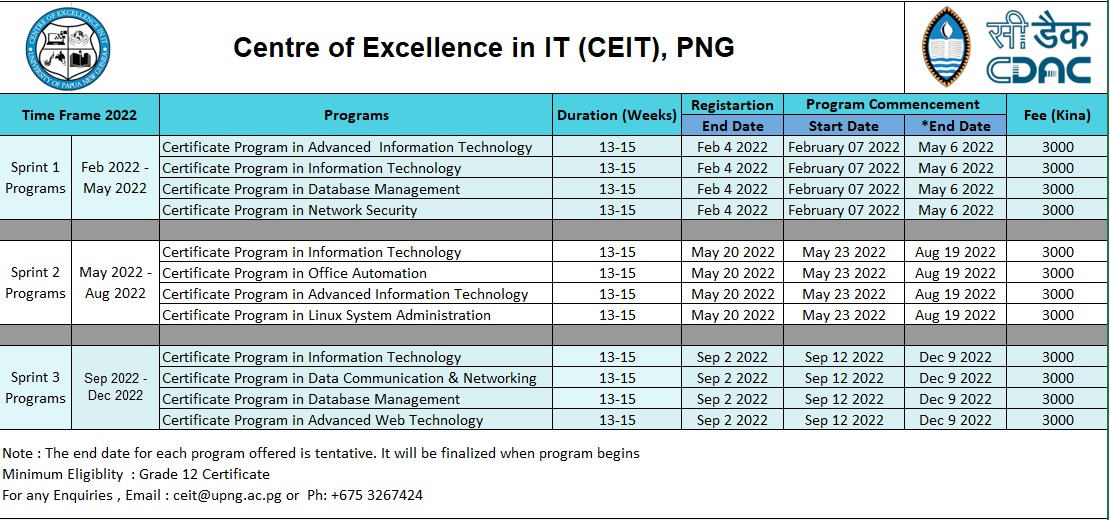 CENTRE OF EXCELLENCE IN IT
UNIVERSITY OF PAPUA NEW GUINEA
Centre of Excellence in IT (CEIT), PNG
सी डैक
CDAC
Time Frame 2022 Programs Duration (Weeks) Registartion Program Commencement Fee (Kina)
End Date Start Date *End Date
Sprint 1 Programs Feb 2022 - May 2022
Certificate Program in Advanced Information Technology 13-15 Feb 4 2022 February 07 2022 May 6 2022 3000
Certificate Program in Information Technology 13-15 Feb 4 2022 February 07 2022 May 6 2022 3000
Certificate Program in Database Management 13-15 Feb 4 2022 February 07 2022 May 6 2022 3000
Certificate Program in Network Security 13-15 Feb 4 2022 February 07 2022 May 6 2022 3000
Sprint 2 Programs May 2022 - Aug 2022
Certificate Program in Information Technology 13-15 May 20 2022 May 23 2022 Aug 19 2022 3000
Certificate Program in Office Automation 13-15 May 20 2022 May 23 2022 Aug 19 2022 3000
Certificate Program in Advanced Information Technology 13-15 May 20 2022 May 23 2022 Aug 19 2022 3000
Certificate Program in Linux System Administration 13-15 May 20 2022 May 23 2022 Aug 19 2022 3000
Sprint 3 Programs Sep 2022 - Dec 2022
Certificate Program in Information Technology 13-15 Sep 2 2022 Sep 12 2022 Dec 9 2022 3000
Certificate Program in Data Communication & Networking 13-15 Sep 2 2022 Sep 12 2022 Dec 9 2022 3000
Certificate Program in Database Management 13-15 Sep 2 2022 Sep 12 2022 Dec 9 2022 3000
Certificate Program in Advanced Web Technology 13-15 Sep 2 2022 Sep 12 2022 Dec 9 2022 3000
Note : The end date for each program offered is tentative. It will be finalized when program begins
Minimum Eligiblity : Grade 12 Certificate
For any Enquiries , Email : ceit@upng.ac.pg or Ph: +675 3267424